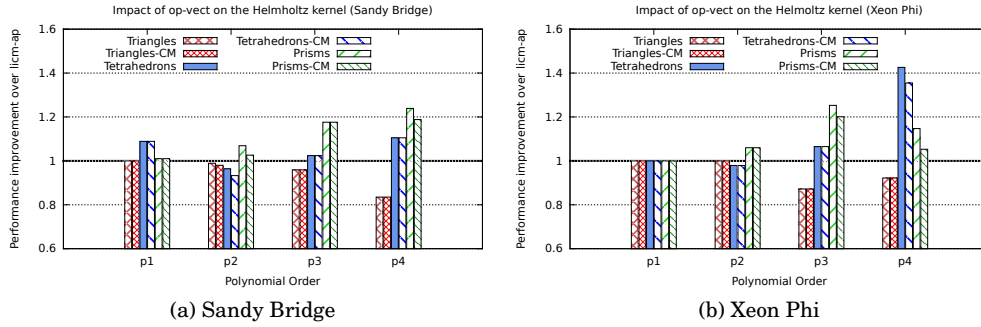 Impact of op-vect on the Helmholtz kernel (Sandy Bridge)
Performance improvement over licm-ap
1.6
1.4
1.2
1
0.8
0.6
Triangles
Triangles-CM
Tetrahedrons
Tetrahedrons-CM
Prisms
Prisms-CM
p1
p2
p3
p4
Polynomial Order
(a) Sandy Bridge
Impact of op-vect on the Helmoltz kernel (Xeon Phi)
Performance improvement over licm-ap
1.6
1.4
1.2
1
0.8
0.6
Triangles
Triangles-CM
Tetrahedrons
Tetrahedrons-CM
Prisms
Prisms-CM
p1
p2
p3
p4
Polynomial Order
(b) Xeon Phi